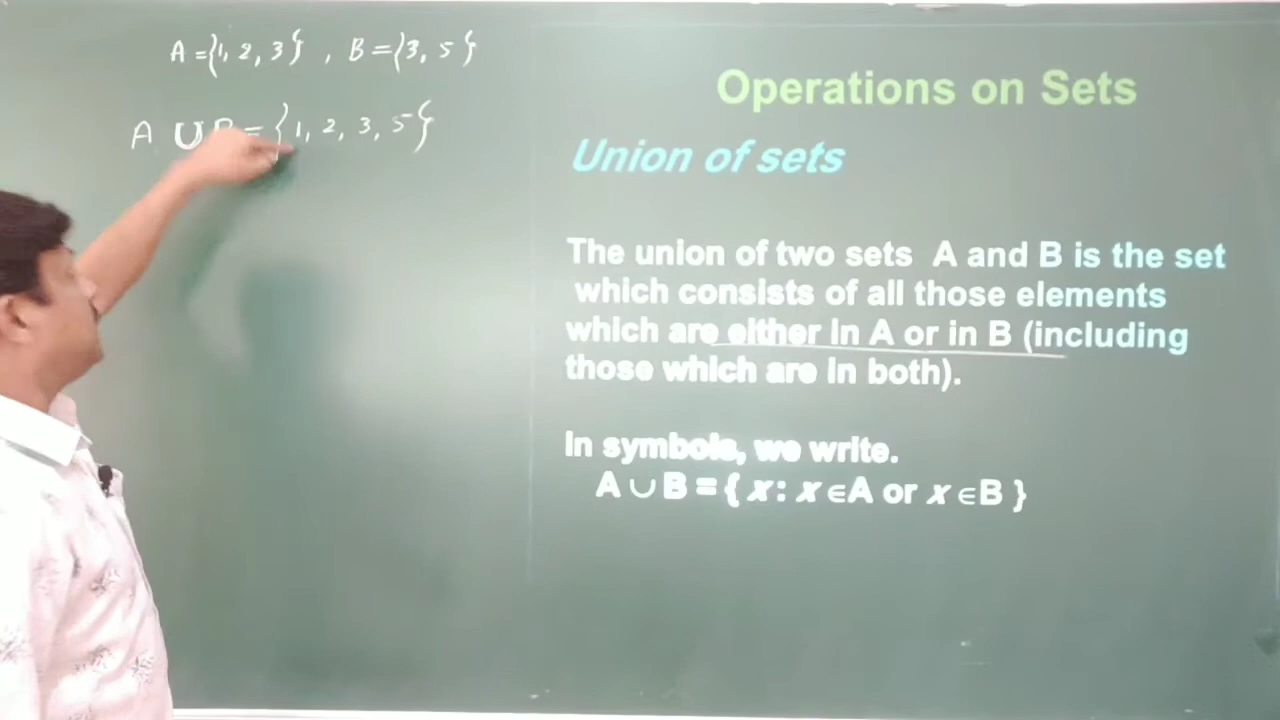 A = {1, 2, 3} , B = {3, 5}
A ∪ B = {1, 2, 3, 5}
Operations on Sets
Union of sets
The union of two sets A and B is the set
which consists of all those elements
which are either in A or in B (including
those which are in both).
In symbols, we write.
A ∪ B = { x : x ∈ A or x ∈ B }